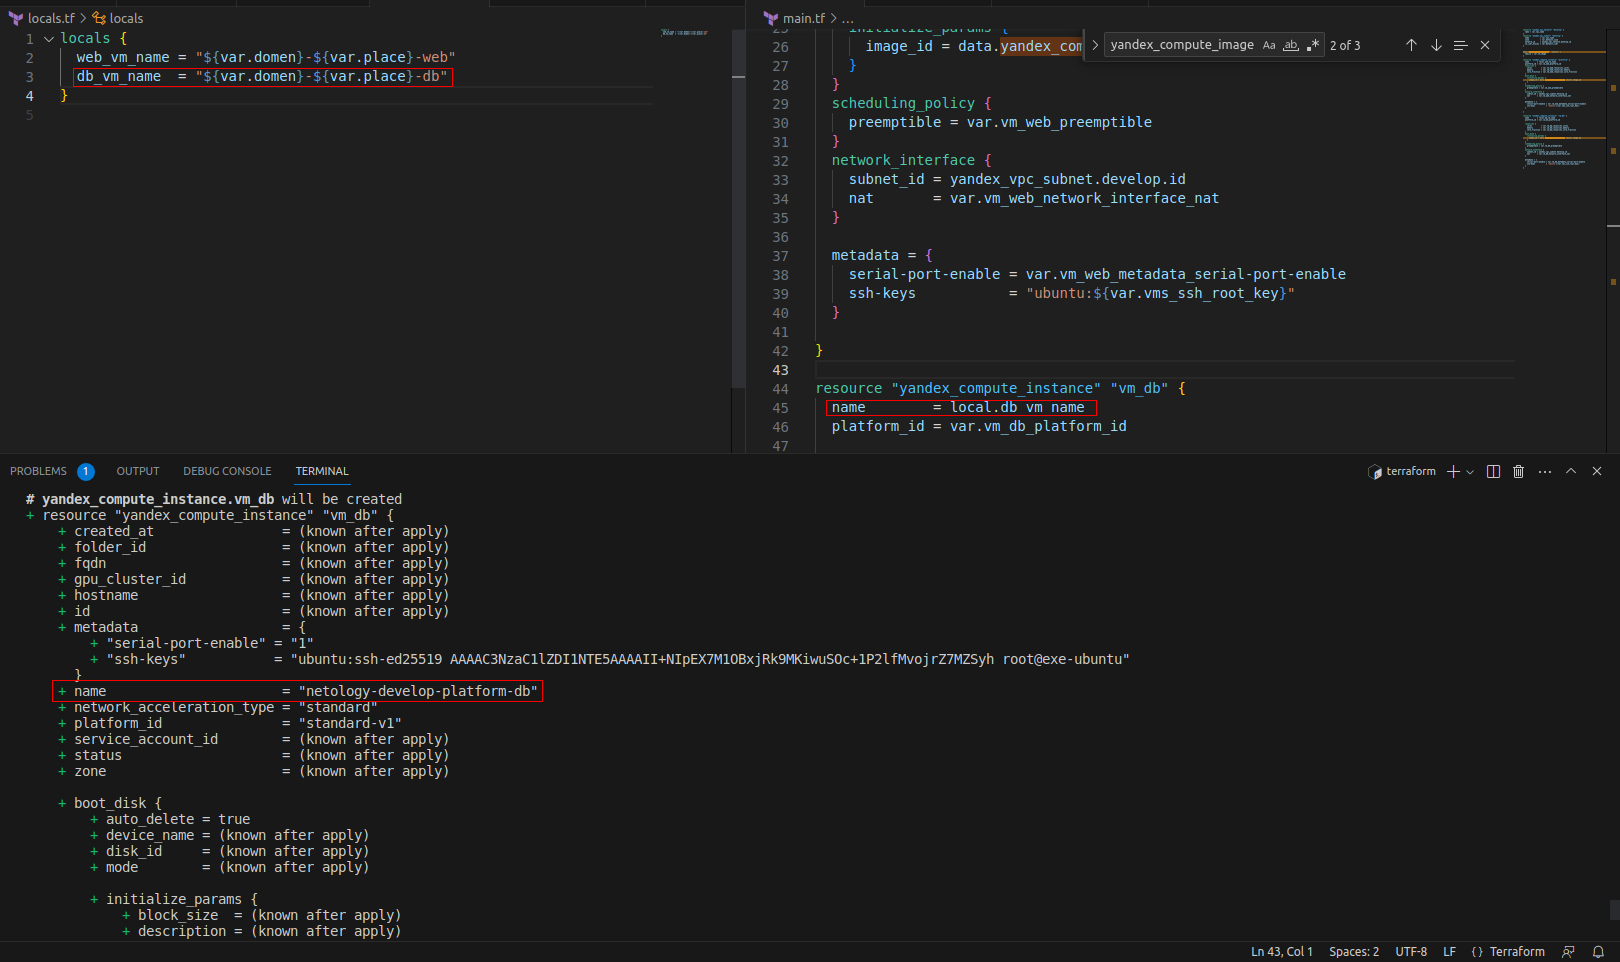 locals.tf > locals
1 locals {
2 web_vm_name = "${var.domen}-${var.place}-web"
3 db_vm_name = "${var.domen}-${var.place}-db"
4 }
5
main.tf > ...
yandex_compute_image Aa ab .* 2 of 3
26 image_id = data.yandex_com
27 }
28 }
29 scheduling_policy {
30 preemptible = var.vm_web_preemptible
31 }
32 network_interface {
33 subnet_id = yandex_vpc_subnet.develop.id
34 nat = var.vm_web_network_interface_nat
35 }
36
37 metadata = {
38 serial-port-enable = var.vm_web_metadata_serial-port-enable
39 ssh-keys = "ubuntu:${var.vms_ssh_root_key}"
40 }
41
42 }
43
44 resource "yandex_compute_instance" "vm_db" {
45 name = local.db_vm_name
46 platform_id = var.vm_db_platform_id
47
PROBLEMS 1 OUTPUT DEBUG CONSOLE TERMINAL
terraform
# yandex_compute_instance.vm_db will be created
+ resource "yandex_compute_instance" "vm_db" {
+ created_at = (known after apply)
+ folder_id = (known after apply)
+ fqdn = (known after apply)
+ gpu_cluster_id = (known after apply)
+ hostname = (known after apply)
+ id = (known after apply)
+ metadata = {
+ "serial-port-enable" = "1"
+ "ssh-keys" = "ubuntu:ssh-ed25519 AAAAC3NzaC1lZDI1NTE5AAAAII+NIpEX7M1OBxjRk9MKiwuSOc+1P2lfMvojrZ7MZSyh root@exe-ubuntu"
}
+ name = "netology-develop-platform-db"
+ network_acceleration_type = "standard"
+ platform_id = "standard-v1"
+ service_account_id = (known after apply)
+ status = (known after apply)
+ zone = (known after apply)
+ boot_disk {
+ auto_delete = true
+ device_name = (known after apply)
+ disk_id = (known after apply)
+ mode = (known after apply)
+ initialize_params {
+ block_size = (known after apply)
+ description = (known after apply)
Ln 43, Col 1 Spaces: 2 UTF-8 LF {} Terraform